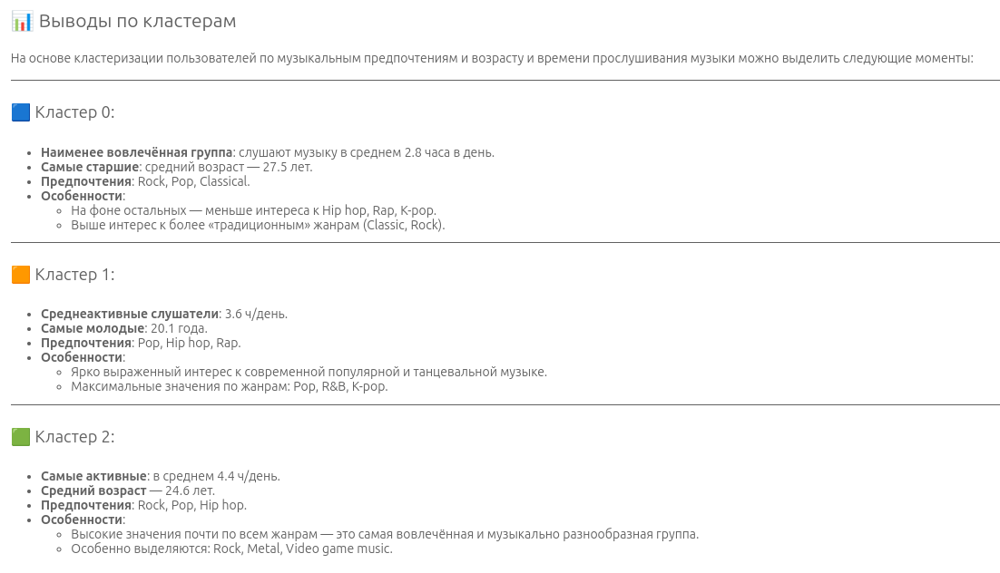 📊 Выводы по кластерам
На основе кластеризации пользователей по музыкальным предпочтениям и возрасту и времени прослушивания музыки можно выделить следующие моменты:
🟦 Кластер 0:
• Наименее вовлечённая группа: слушают музыку в среднем 2.8 часа в день.
• Самые старшие: средний возраст — 27.5 лет.
• Предпочтения: Rock, Pop, Classical.
• Особенности:
◦ На фоне остальных — меньше интереса к Hip hop, Rap, K-pop.
◦ Выше интерес к более «традиционным» жанрам (Classic, Rock).
🟧 Кластер 1:
• Среднеактивные слушатели: 3.6 ч/день.
• Самые молодые: 20.1 года.
• Предпочтения: Pop, Hip hop, Rap.
• Особенности:
◦ Ярко выраженный интерес к современной популярной и танцевальной музыке.
◦ Максимальные значения по жанрам: Pop, R&B, K-pop.
🟩 Кластер 2:
• Самые активные: в среднем 4.4 ч/день.
• Средний возраст — 24.6 лет.
• Предпочтения: Rock, Pop, Hip hop.
• Особенности:
◦ Высокие значения почти по всем жанрам — это самая вовлечённая и музыкально разнообразная группа.
◦ Особенно выделяются: Rock, Metal, Video game music.